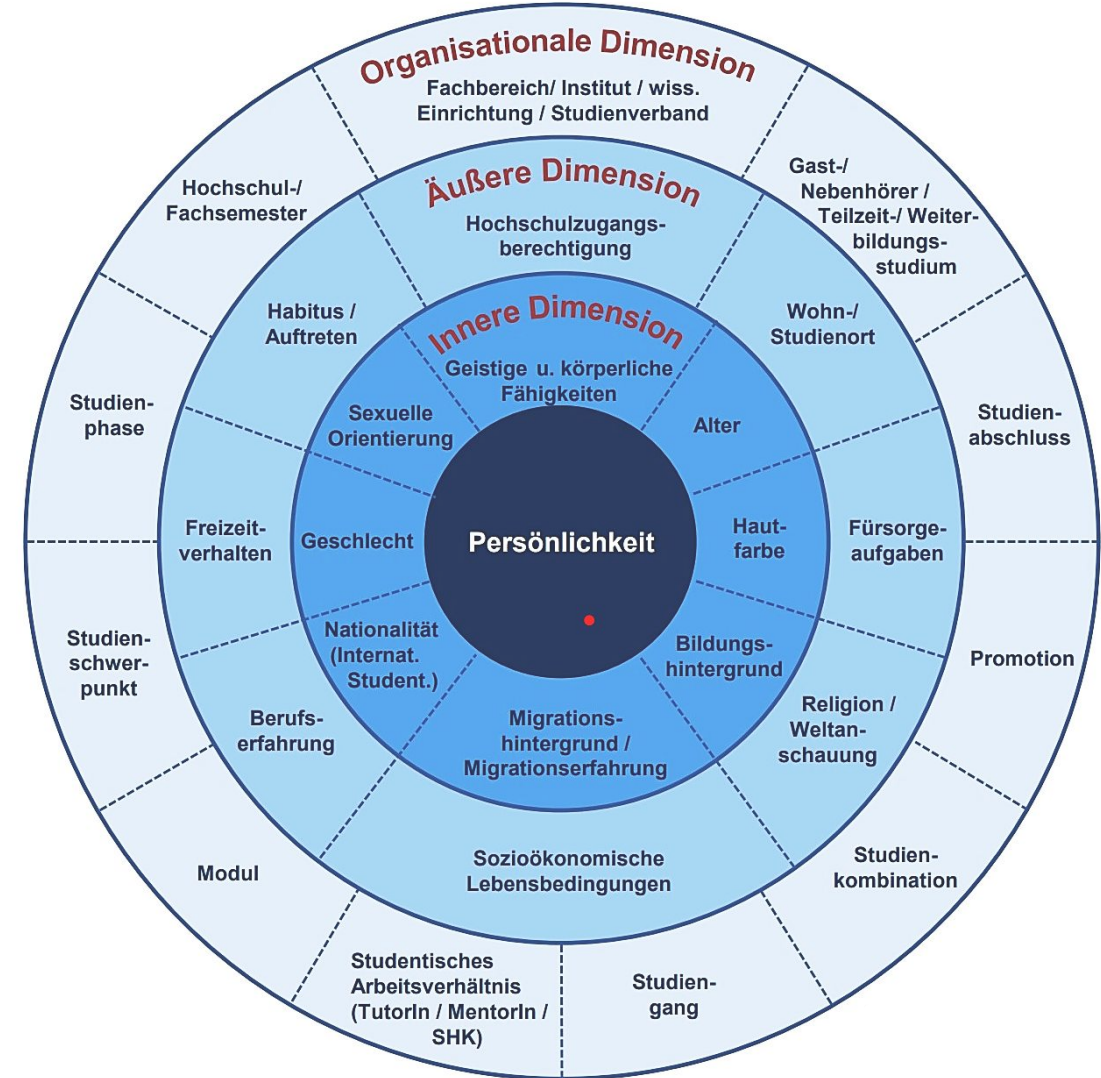 Organisationale Dimension
Fachbereich/ Institut / wiss.
Einrichtung / Studienverband
Gast-/
Nebenhörer /
Teilzeit-/ Weiter-
bildungs-
studium
Studien-
abschluss
Promotion
Studien-
kombination
Studien-
gang
Studentisches
Arbeitsverhältnis
(TutorIn / MentorIn /
SHK)
Modul
Studien-
schwer-
punkt
Studien-
phase
Hochschul-/
Fachsemester
Äußere Dimension
Hochschulzugangs-
berechtigung
Wohn-/
Studienort
Fürsorge-
aufgaben
Religion /
Weltan-
schauung
Sozioökonomische
Lebensbedingungen
Berufs-
erfahrung
Freizeit-
verhalten
Habitus /
Auftreten
Innere Dimension
Geistige u. körperliche
Fähigkeiten
Alter
Haut-
farbe
Bildungs-
hintergrund
Migrations-
hintergrund /
Migrationserfahrung
Nationalität
(Internat.
Student.)
Geschlecht
Sexuelle
Orientierung
Persönlichkeit